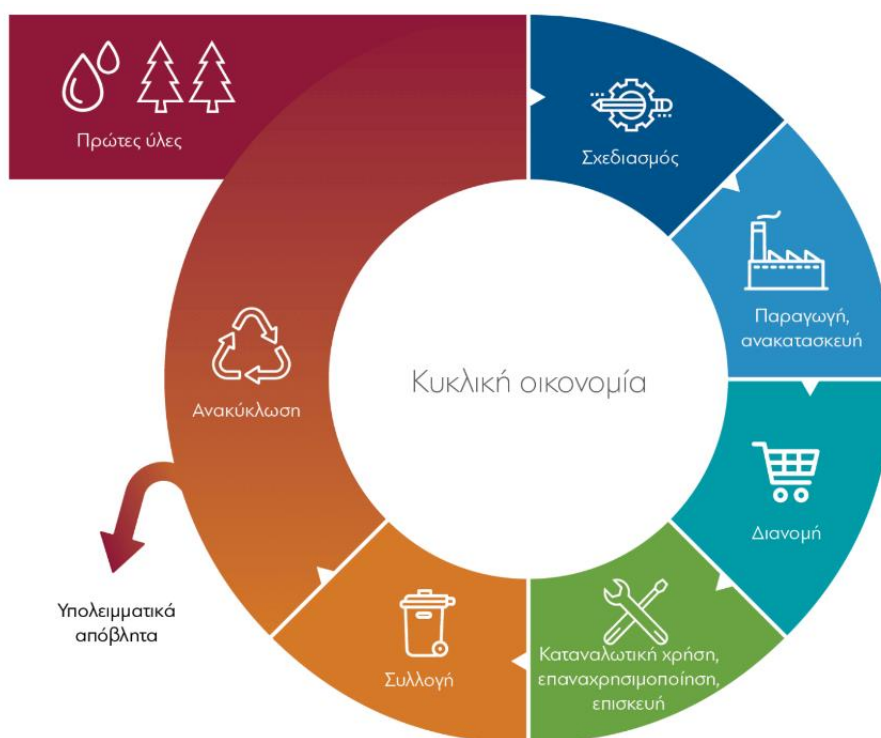 Πρώτες ύλες
Σχεδιασμός
Παραγωγή,
ανακατασκευή
Διανομή
Καταναλωτική χρήση,
επαναχρησιμοποίηση,
επισκευή
Συλλογή
Ανακύκλωση
Υπολειμματικά
απόβλητα
Κυκλική οικονομία